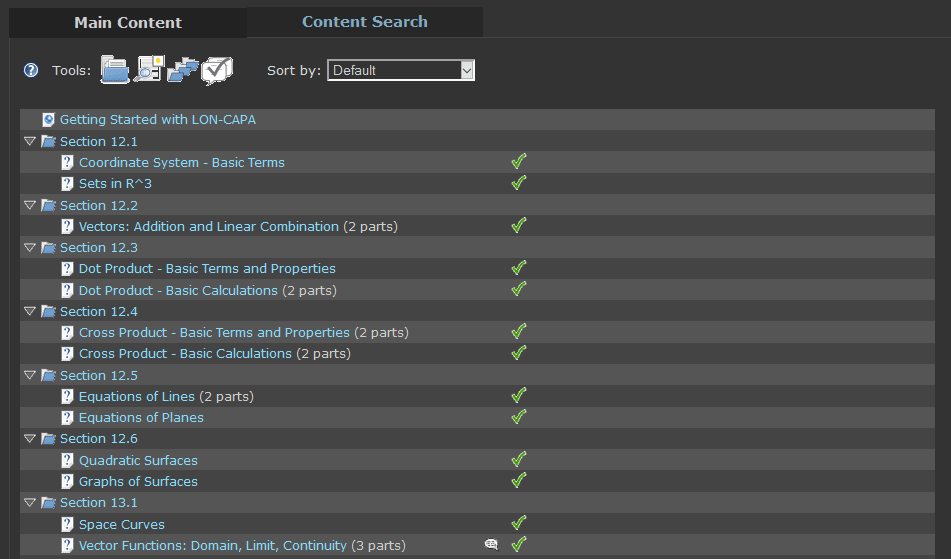 Main Content
Content Search
Tools:
Sort by: Default
Getting Started with LON-CAPA
Section 12.1
Coordinate System - Basic Terms
Sets in R^3
Section 12.2
Vectors: Addition and Linear Combination (2 parts)
Section 12.3
Dot Product - Basic Terms and Properties
Dot Product - Basic Calculations (2 parts)
Section 12.4
Cross Product - Basic Terms and Properties (2 parts)
Cross Product - Basic Calculations (2 parts)
Section 12.5
Equations of Lines (2 parts)
Equations of Planes
Section 12.6
Quadratic Surfaces
Graphs of Surfaces
Section 13.1
Space Curves
Vector Functions: Domain, Limit, Continuity (3 parts)